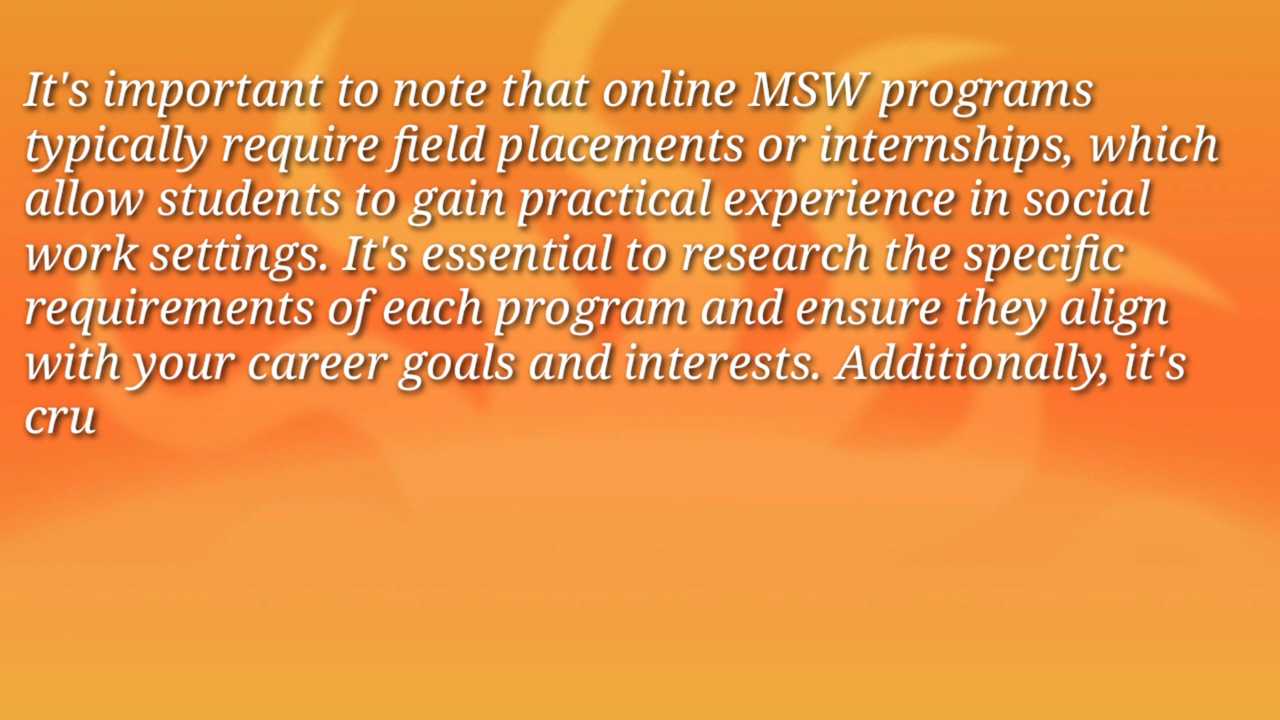 It's important to note that online MSW programs
typically require field placements or internships, which
allow students to gain practical experience in social
work settings. It's essential to research the specific
requirements of each program and ensure they align
with your career goals and interests. Additionally, it's
cru